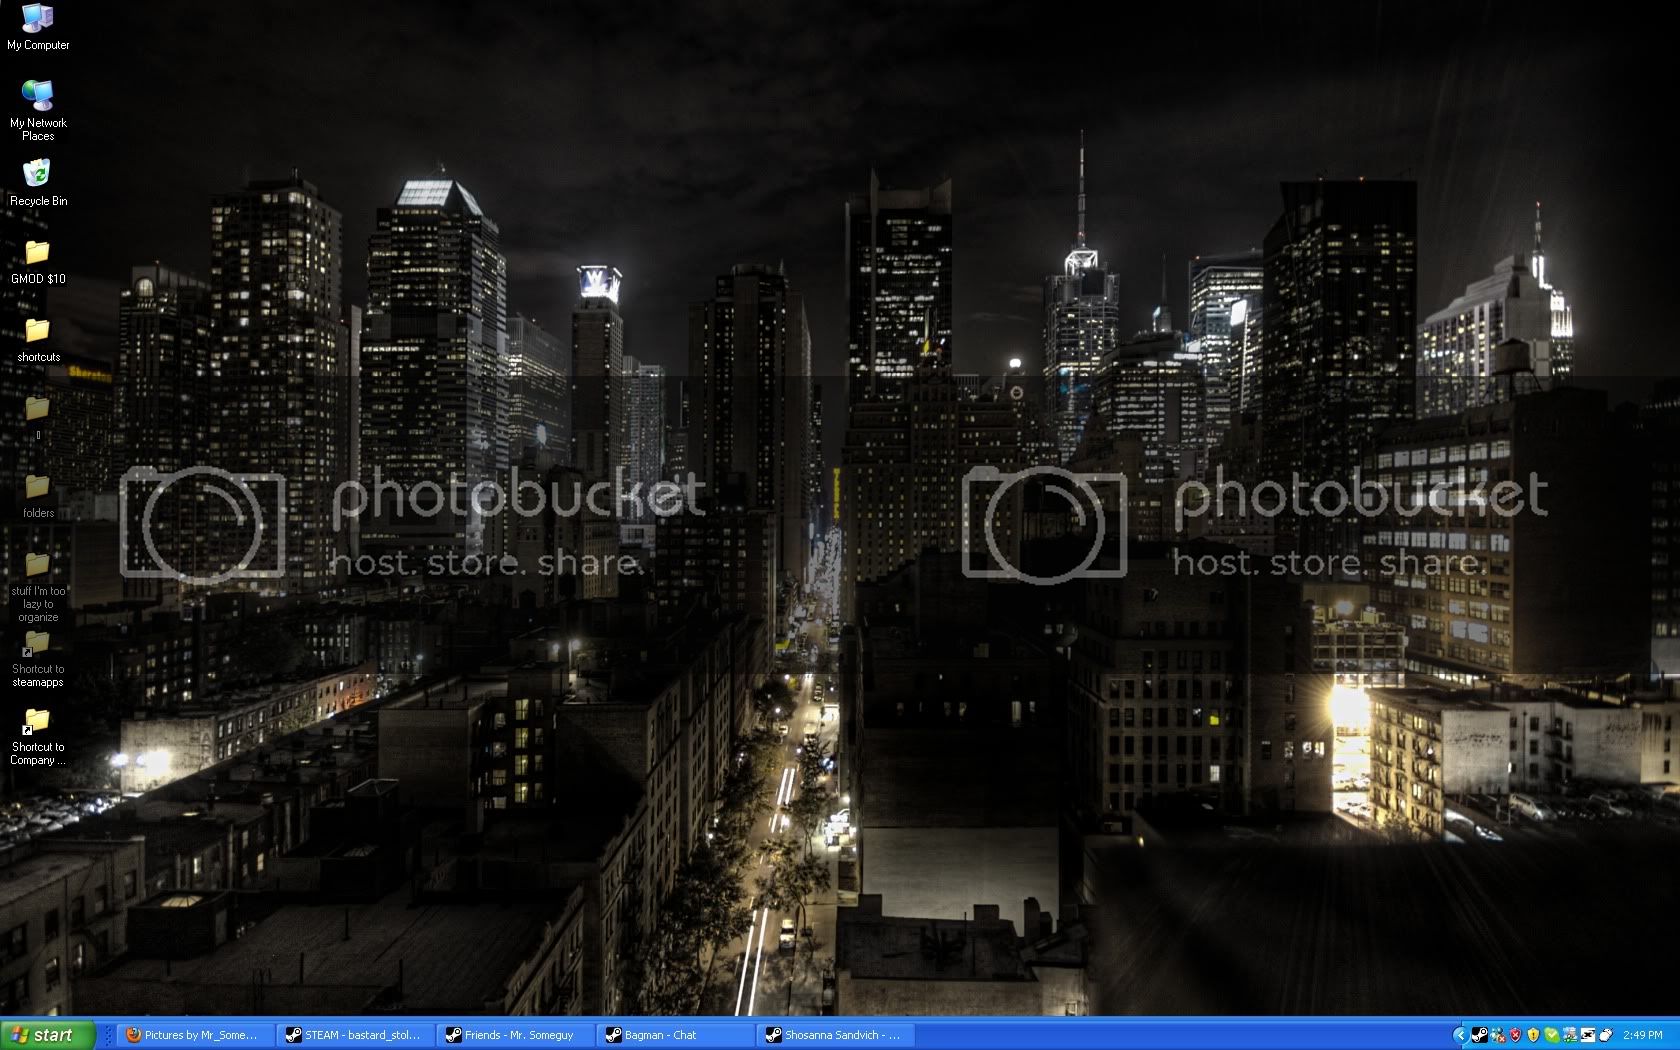 My Computer
My Network
Places
Recycle Bin
GMOD $10
shortcuts
Sheraton
folders
stuff I'm too
lazy to
organize
Shortcut to
steamapps
Shortcut to
Company ...
W
photobucket
host. store. share.
photobucket
host. store. share.
start
Pictures by Mr_Some...
STEAM - bastard_stol...
Friends - Mr. Someguy
Bagman - Chat
Shosanna Sandvich - ...
2:49 PM